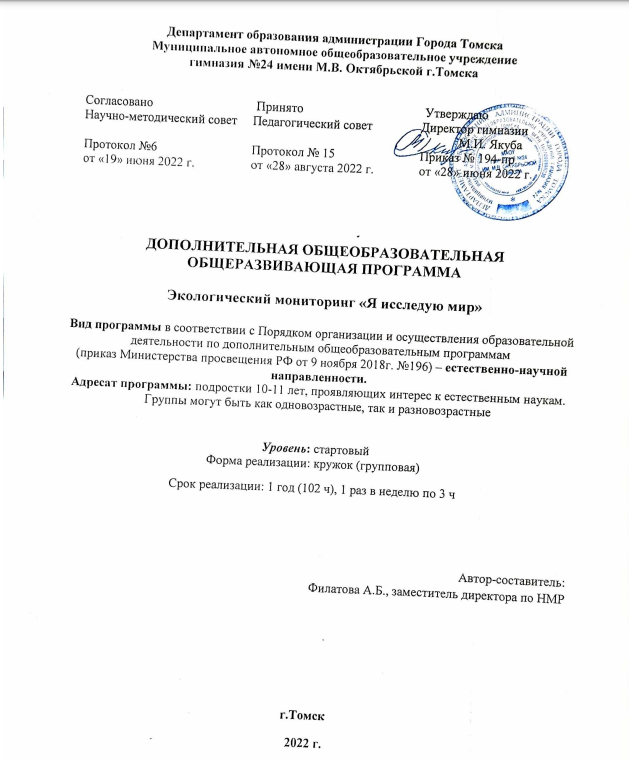 Департамент образования администрации Города Томска
Муниципальное автономное общеобразовательное учреждение
гимназия №24 имени М.В. Октябрьской г.Томска
Согласовано
Научно-методический совет
Протокол №6
от «19» июня 2022 г.
Принято
Педагогический совет
Протокол № 15
от «28» августа 2022 г.
Утверждаю
Директор гимназии
М.И. Якуба
Приказ № 194-пр
от «28» июня 2022 г.
ДОПОЛНИТЕЛЬНАЯ ОБЩЕОБРАЗОВАТЕЛЬНАЯ
ОБЩЕРАЗВИВАЮЩАЯ ПРОГРАММА
Экологический мониторинг «Я исследую мир»
Вид программы в соответствии с Порядком организации и осуществления образовательной
деятельности по дополнительным общеобразовательным программам
(приказ Министерства просвещения РФ от 9 ноября 2018г. №196) – естественно-научной
направленности.
Адресат программы: подростки 10-11 лет, проявляющих интерес к естественным наукам.
Группы могут быть как одновозрастные, так и разновозрастные
Уровень: стартовый
Форма реализации: кружок (групповая)
Срок реализации: 1 год (102 ч), 1 раз в неделю по 3 ч
Автор-составитель:
Филатова А.Б., заместитель директора по НМР
г.Томск
2022 г.